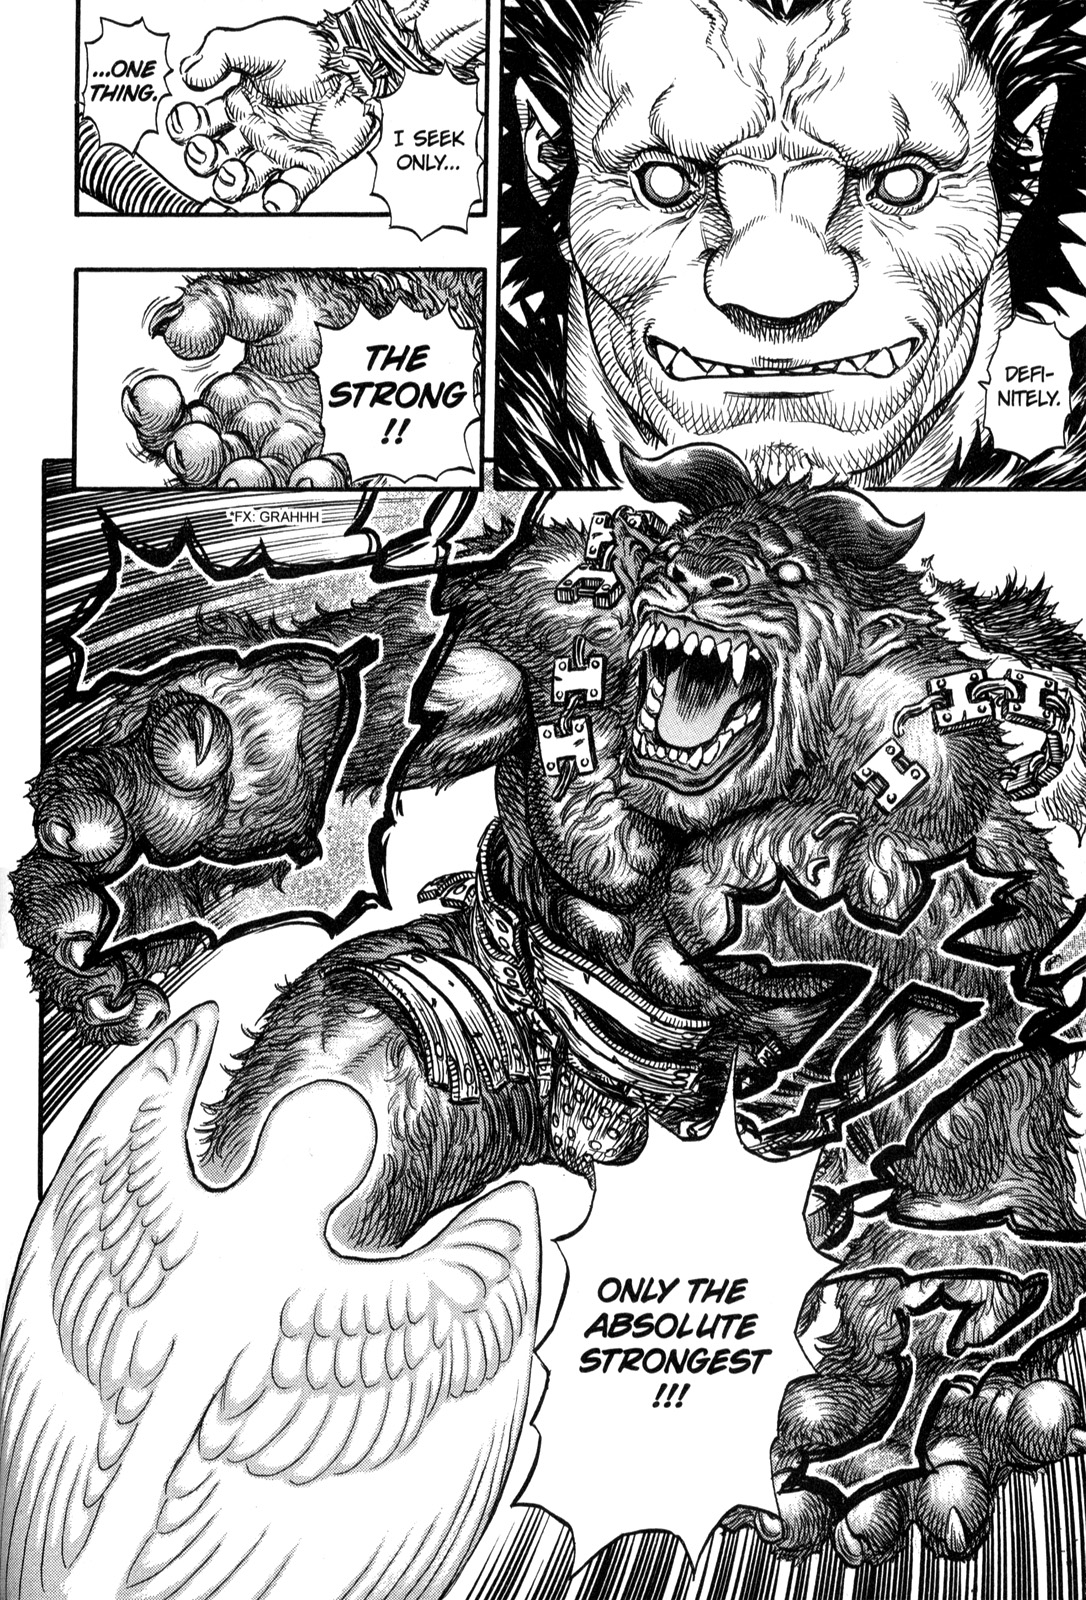 DEFI-
NITELY.
I SEEK
ONLY...
...ONE
THING.
THE
STRONG
!!
*FX: GRAHHH
ONLY THE
ABSOLUTE
STRONGEST
!!!